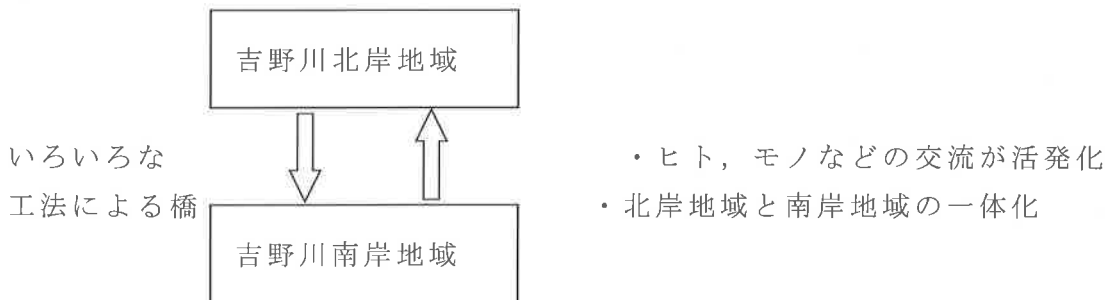 吉野川北岸地域
いろいろな
工法による橋
・ヒト，モノなどの交流が活発化
・北岸地域と南岸地域の一体化
吉野川南岸地域